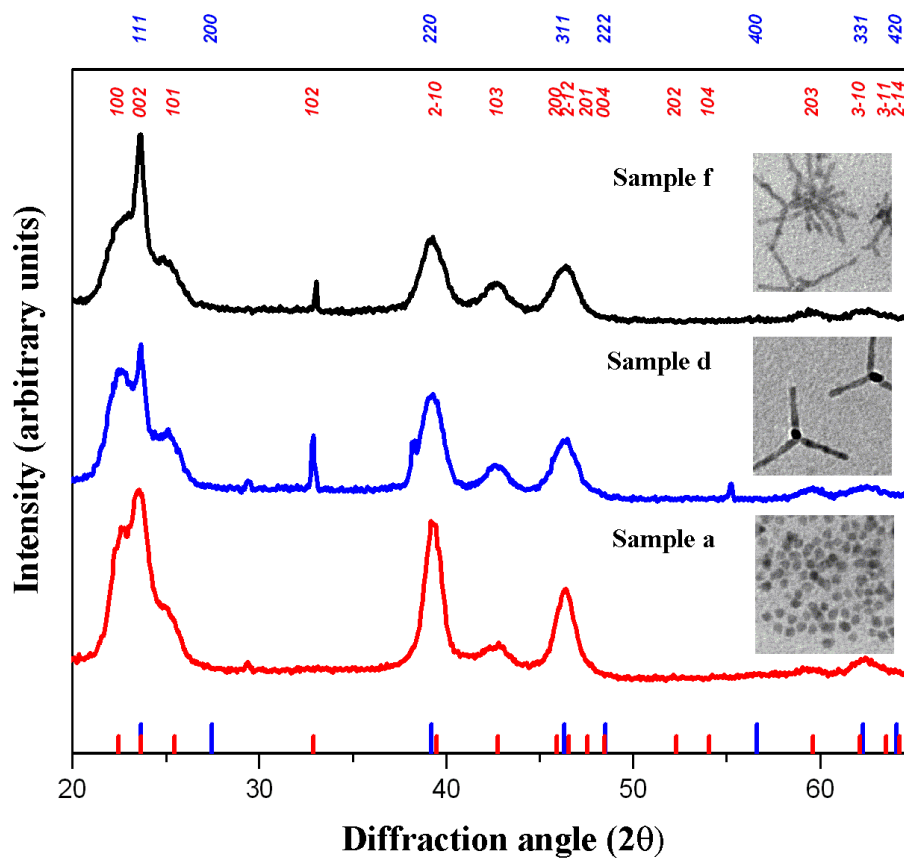 111 200 220 311 222 400 331 420
100 002 101 102 2-10 103 200 2-12 201 004 202 104 203 3-10 3-11 2-14
Sample f
Sample d
Sample a
Intensity (arbitrary units)
20 30 40 50 60
Diffraction angle (2θ)